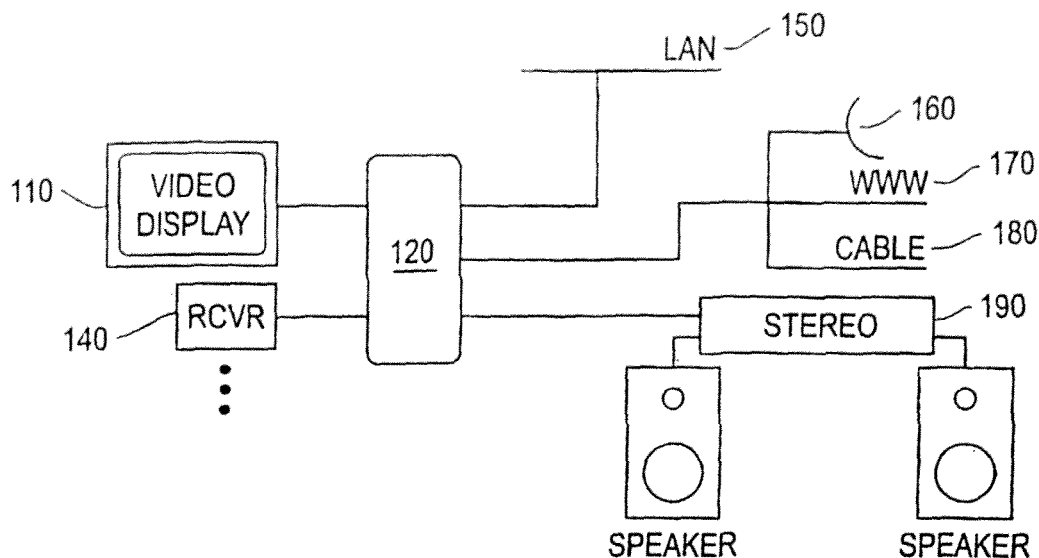 LAN
150
160
WWW
170
CABLE
180
110
VIDEO
DISPLAY
120
140
RCVR
STEREO
190
SPEAKER
SPEAKER